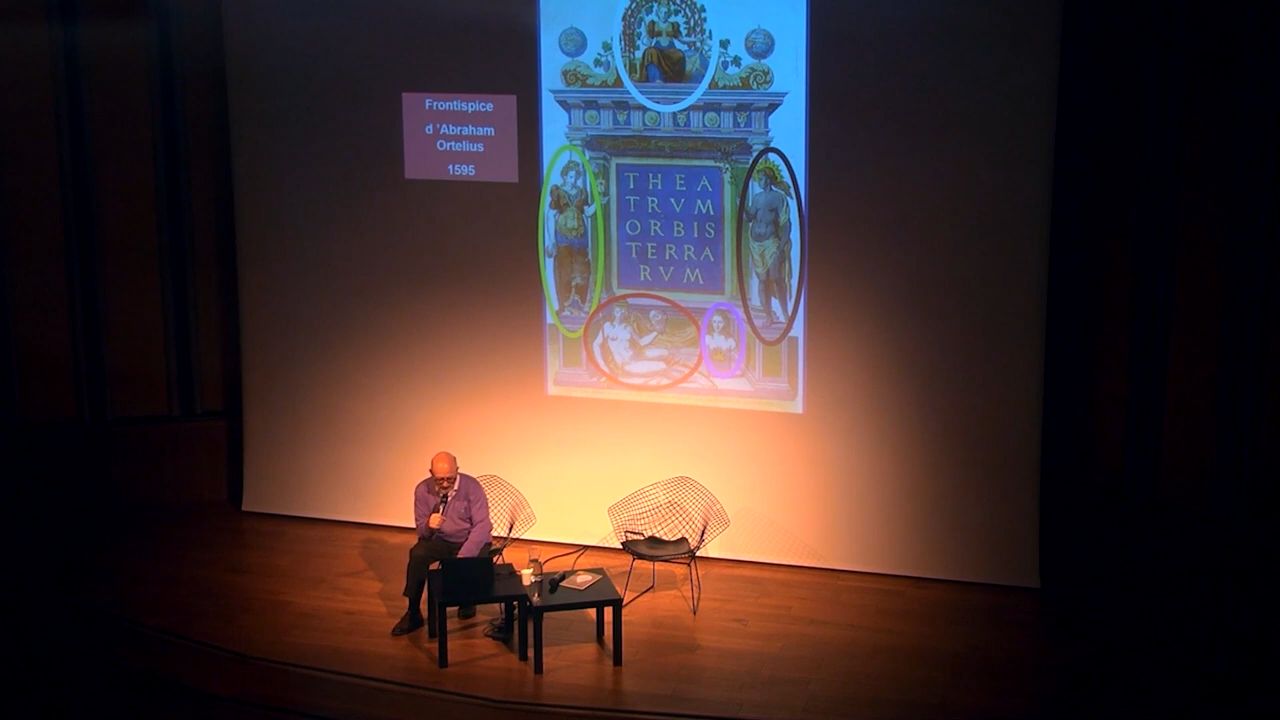 Frontispice
d 'Abraham
Ortelius
1595
THEA
TRVM
ORBIS
TERRA
RVM